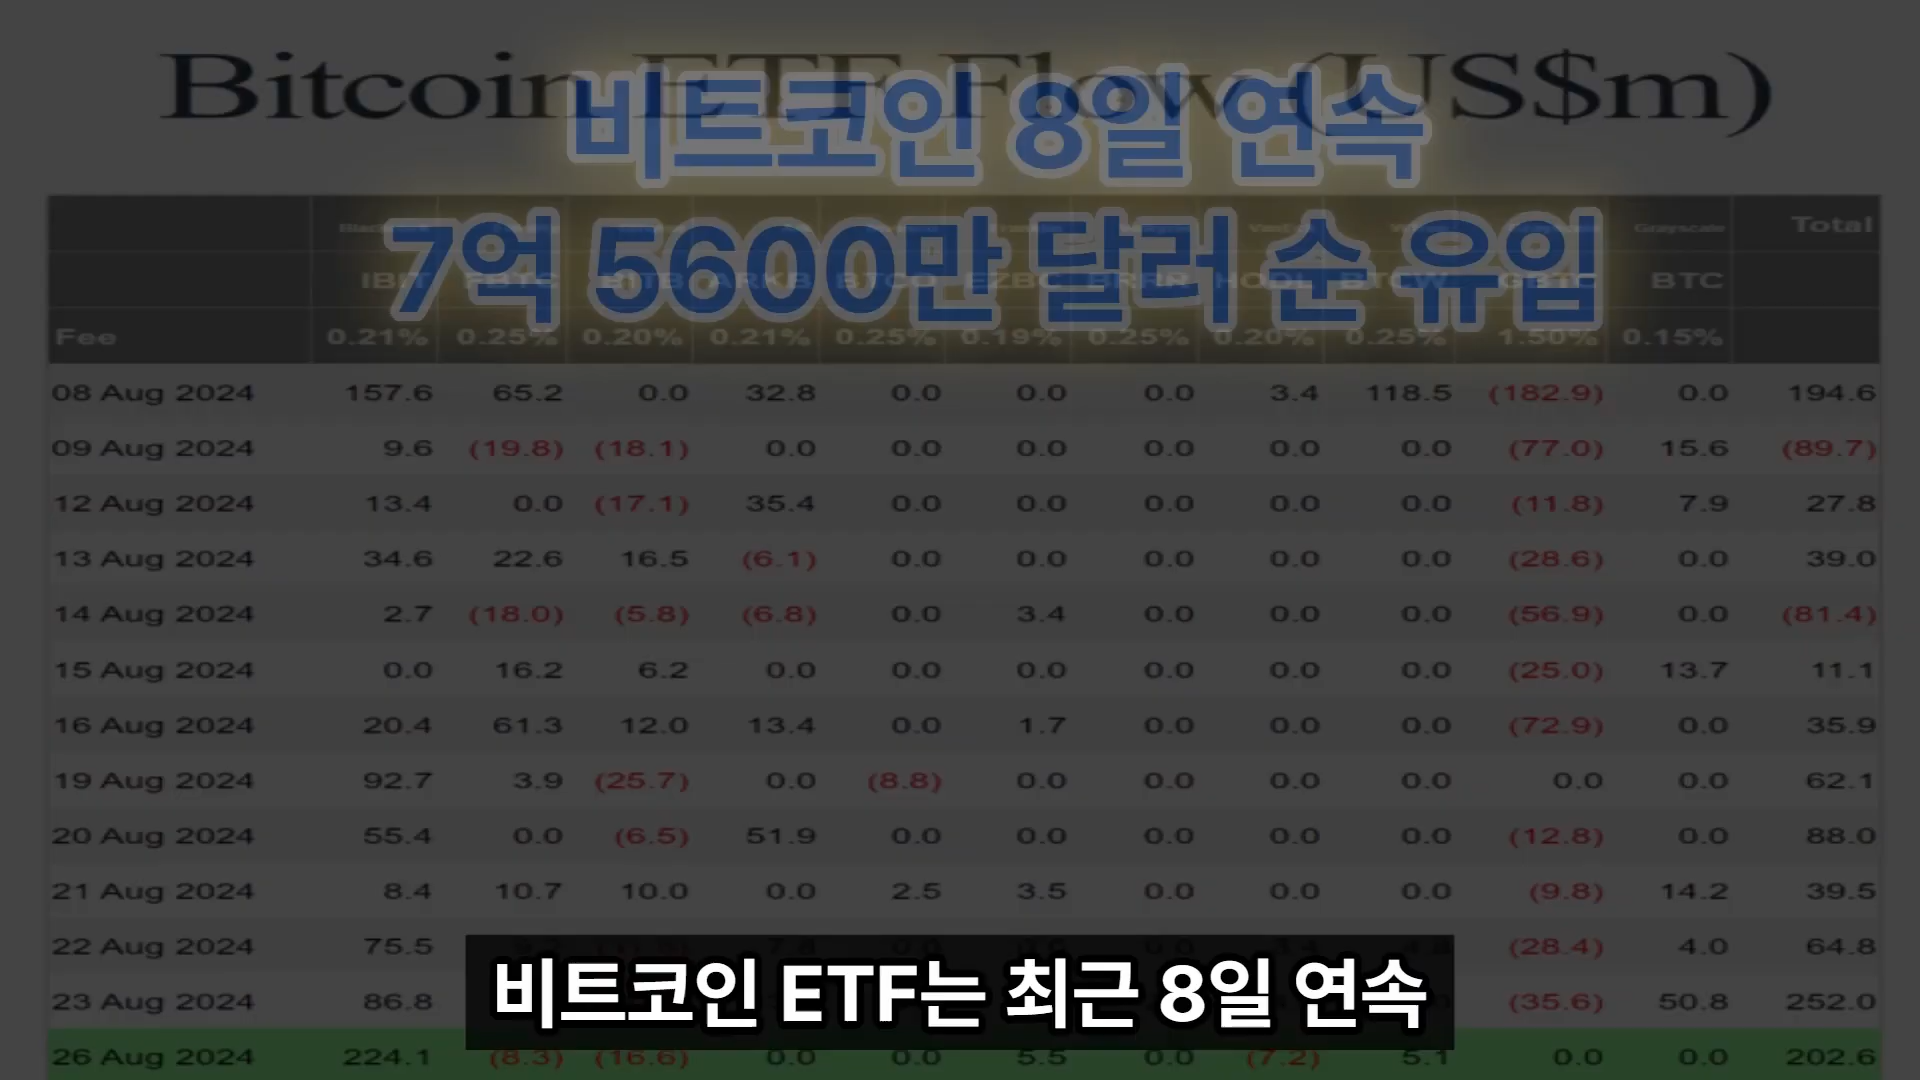 Bitcoin ETF Flow (US$m)
비트코인 8일 연속
7억 5600만 달러 순 유입
Grayscale Total
IBIT FBTC BITB ARKB BTCO EZBC BRRR HODL BTCW GBTC BTC
Fee 0.21% 0.25% 0.20% 0.21% 0.25% 0.19% 0.25% 0.20% 0.25% 1.50% 0.15%
08 Aug 2024 157.6 65.2 0.0 32.8 0.0 0.0 0.0 3.4 118.5 (182.9) 0.0 194.6
09 Aug 2024 9.6 (19.8) (18.1) 0.0 0.0 0.0 0.0 0.0 0.0 (77.0) 15.6 (89.7)
12 Aug 2024 13.4 0.0 (17.1) 35.4 0.0 0.0 0.0 0.0 0.0 (11.8) 7.9 27.8
13 Aug 2024 34.6 22.6 16.5 (6.1) 0.0 0.0 0.0 0.0 0.0 (28.6) 0.0 39.0
14 Aug 2024 2.7 (18.0) (5.8) (6.8) 0.0 3.4 0.0 0.0 0.0 (56.9) 0.0 (81.4)
15 Aug 2024 0.0 16.2 6.2 0.0 0.0 0.0 0.0 0.0 0.0 (25.0) 13.7 11.1
16 Aug 2024 20.4 61.3 12.0 13.4 0.0 1.7 0.0 0.0 0.0 (72.9) 0.0 35.9
19 Aug 2024 92.7 3.9 (25.7) 0.0 (8.8) 0.0 0.0 0.0 0.0 0.0 0.0 62.1
20 Aug 2024 55.4 0.0 (6.5) 51.9 0.0 0.0 0.0 0.0 0.0 (12.8) 0.0 88.0
21 Aug 2024 8.4 10.7 10.0 0.0 2.5 3.5 0.0 0.0 0.0 (9.8) 14.2 39.5
22 Aug 2024 75.5 (28.4) 4.0 64.8
23 Aug 2024 86.8 (35.6) 50.8 252.0
비트코인 ETF는 최근 8일 연속
26 Aug 2024 224.1 (8.3) (16.6) 0.0 0.0 5.5 0.0 (7.2) 5.1 0.0 0.0 202.6